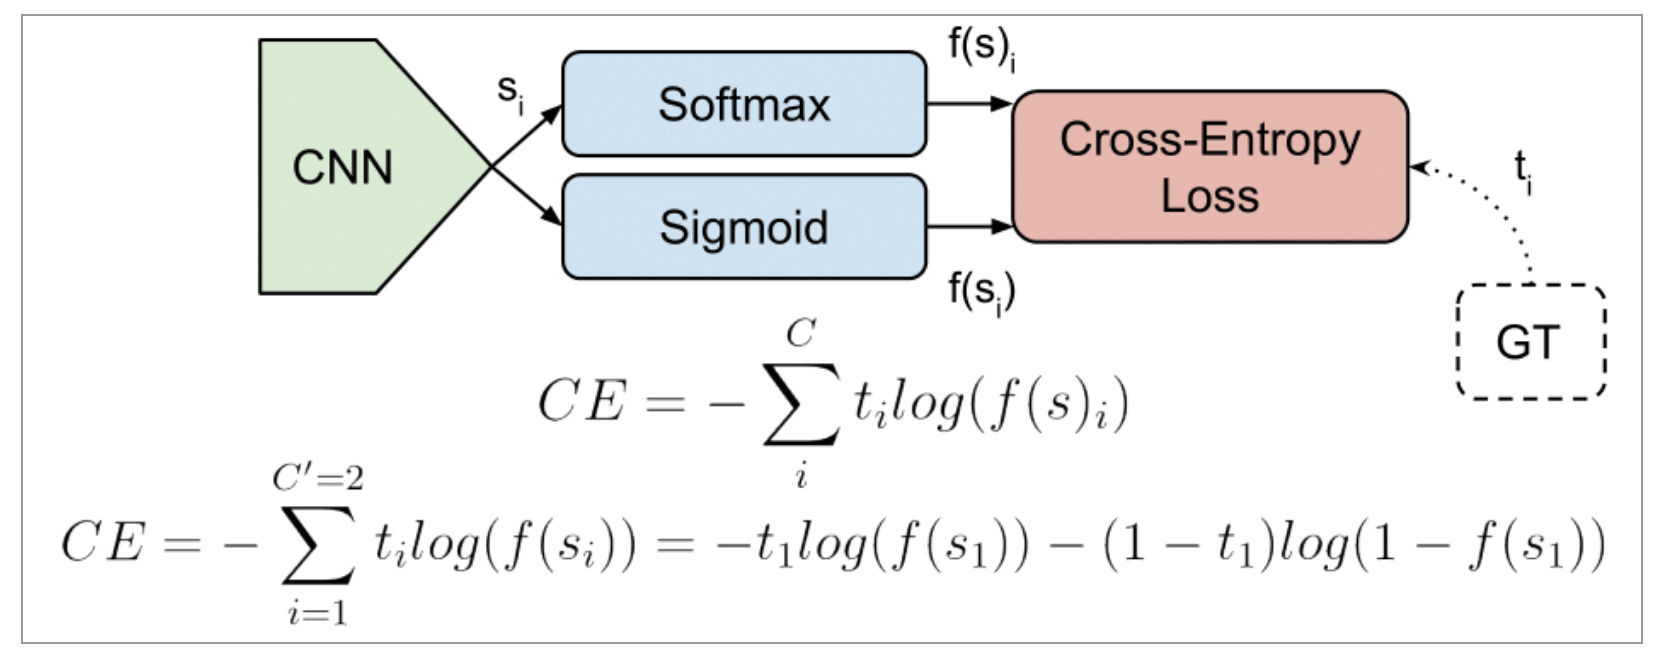 f(s)_i
s_i
Softmax
Cross-Entropy
Loss
t_i
CNN
Sigmoid
f(s_i)
GT
CE = -\sum_{i}^{C} t_i log(f(s)_i)
CE = -\sum_{i=1}^{C'=2} t_i log(f(s_i)) = -t_1 log(f(s_1)) - (1 - t_1)log(1 - f(s_1))